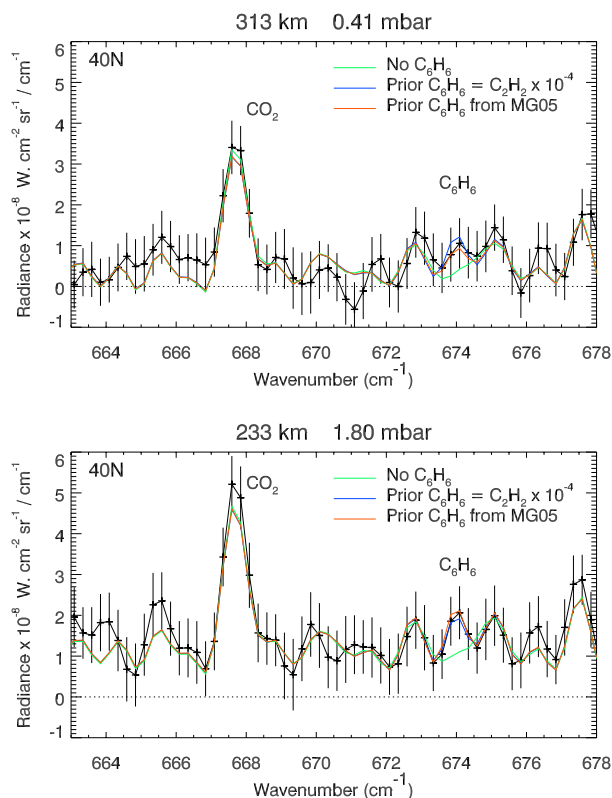 313 km 0.41 mbar
40N
No C₆H₆
Prior C₆H₆ = C₂H₂ x 10⁻⁴
Prior C₆H₆ from MG05
CO₂
C₆H₆
Radiance x 10⁻⁸ W. cm⁻² sr⁻¹ / cm⁻¹
6
5
4
3
2
1
0
-1
664 666 668 670 672 674 676 678
Wavenumber (cm⁻¹)
233 km 1.80 mbar
40N
No C₆H₆
CO₂
Prior C₆H₆ = C₂H₂ x 10⁻⁴
Prior C₆H₆ from MG05
C₆H₆
Radiance x 10⁻⁸ W. cm⁻² sr⁻¹ / cm⁻¹
6
5
4
3
2
1
0
-1
664 666 668 670 672 674 676 678
Wavenumber (cm⁻¹)